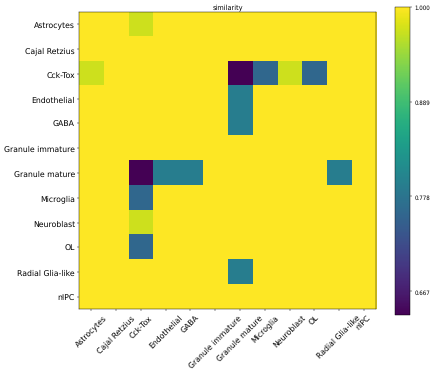 similarity
Astrocytes
Cajal Retzius
Cck-Tox
Endothelial
GABA
Granule immature
Granule mature
Microglia
Neuroblast
OL
Radial Glia-like
nIPC
Astrocytes
Cajal Retzius
Cck-Tox
Endothelial
GABA
Granule immature
Granule mature
Microglia
Neuroblast
OL
Radial Glia-like
nIPC
1.000
0.889
0.778
0.667